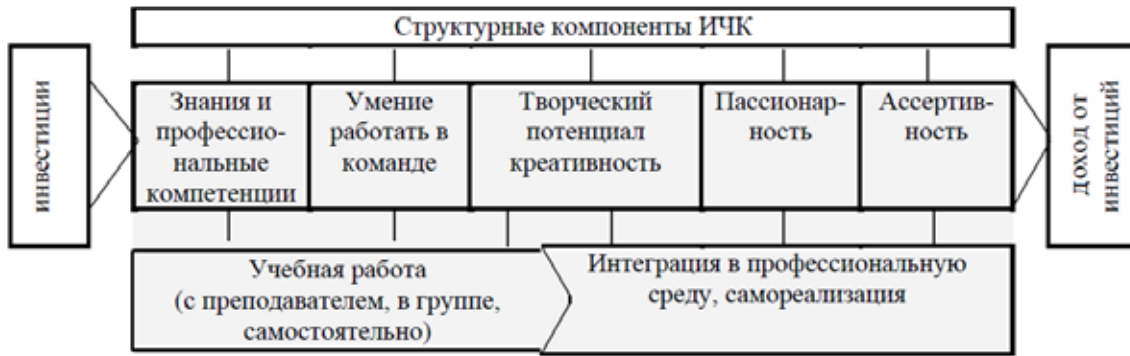 Структурные компоненты ИЧК
инвестиции
Знания и
профессио-
нальные
компетенции
Умение
работать в
команде
Творческий
потенциал
креативность
Пассионар-
ность
Ассертив-
ность
доход от
инвестиций
Учебная работа
(с преподавателем, в группе,
самостоятельно)
Интеграция в профессиональную
среду, самореализация